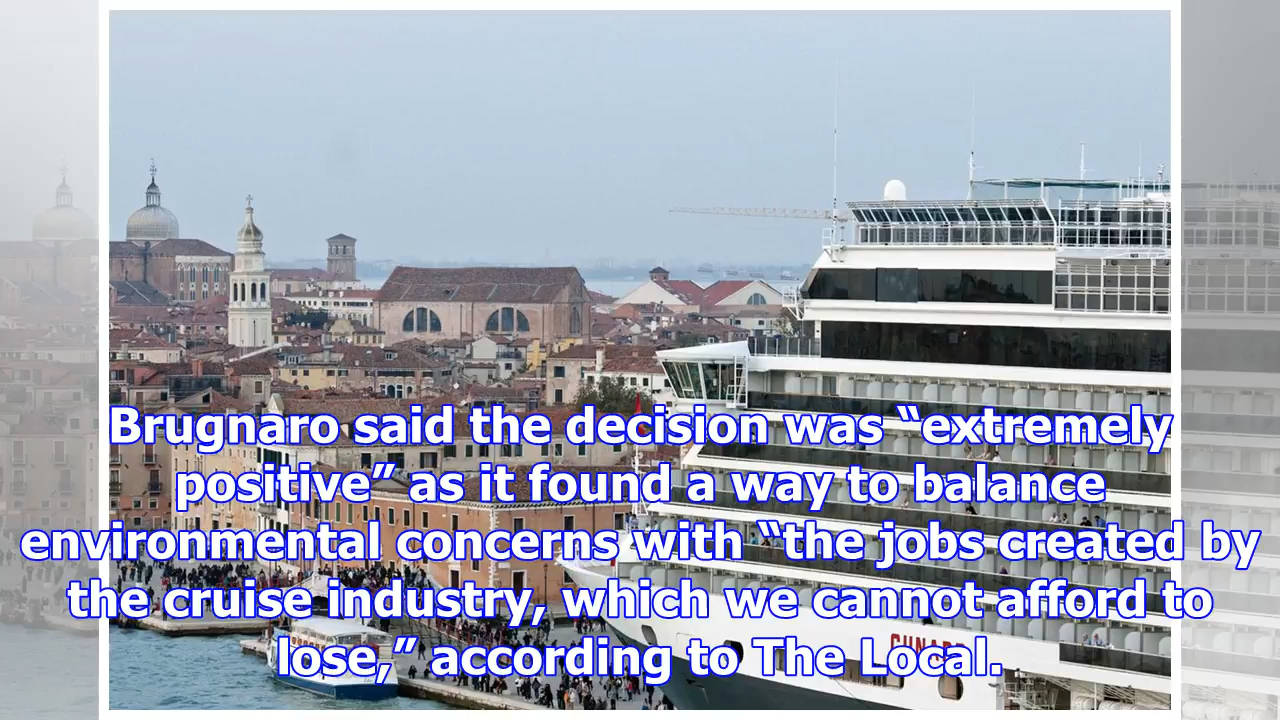 Brugnaro said the decision was “extremely
positive” as it found a way to balance
environmental concerns with “the jobs created by
the cruise industry, which we cannot afford to
lose,” according to The Local.
CUNARD